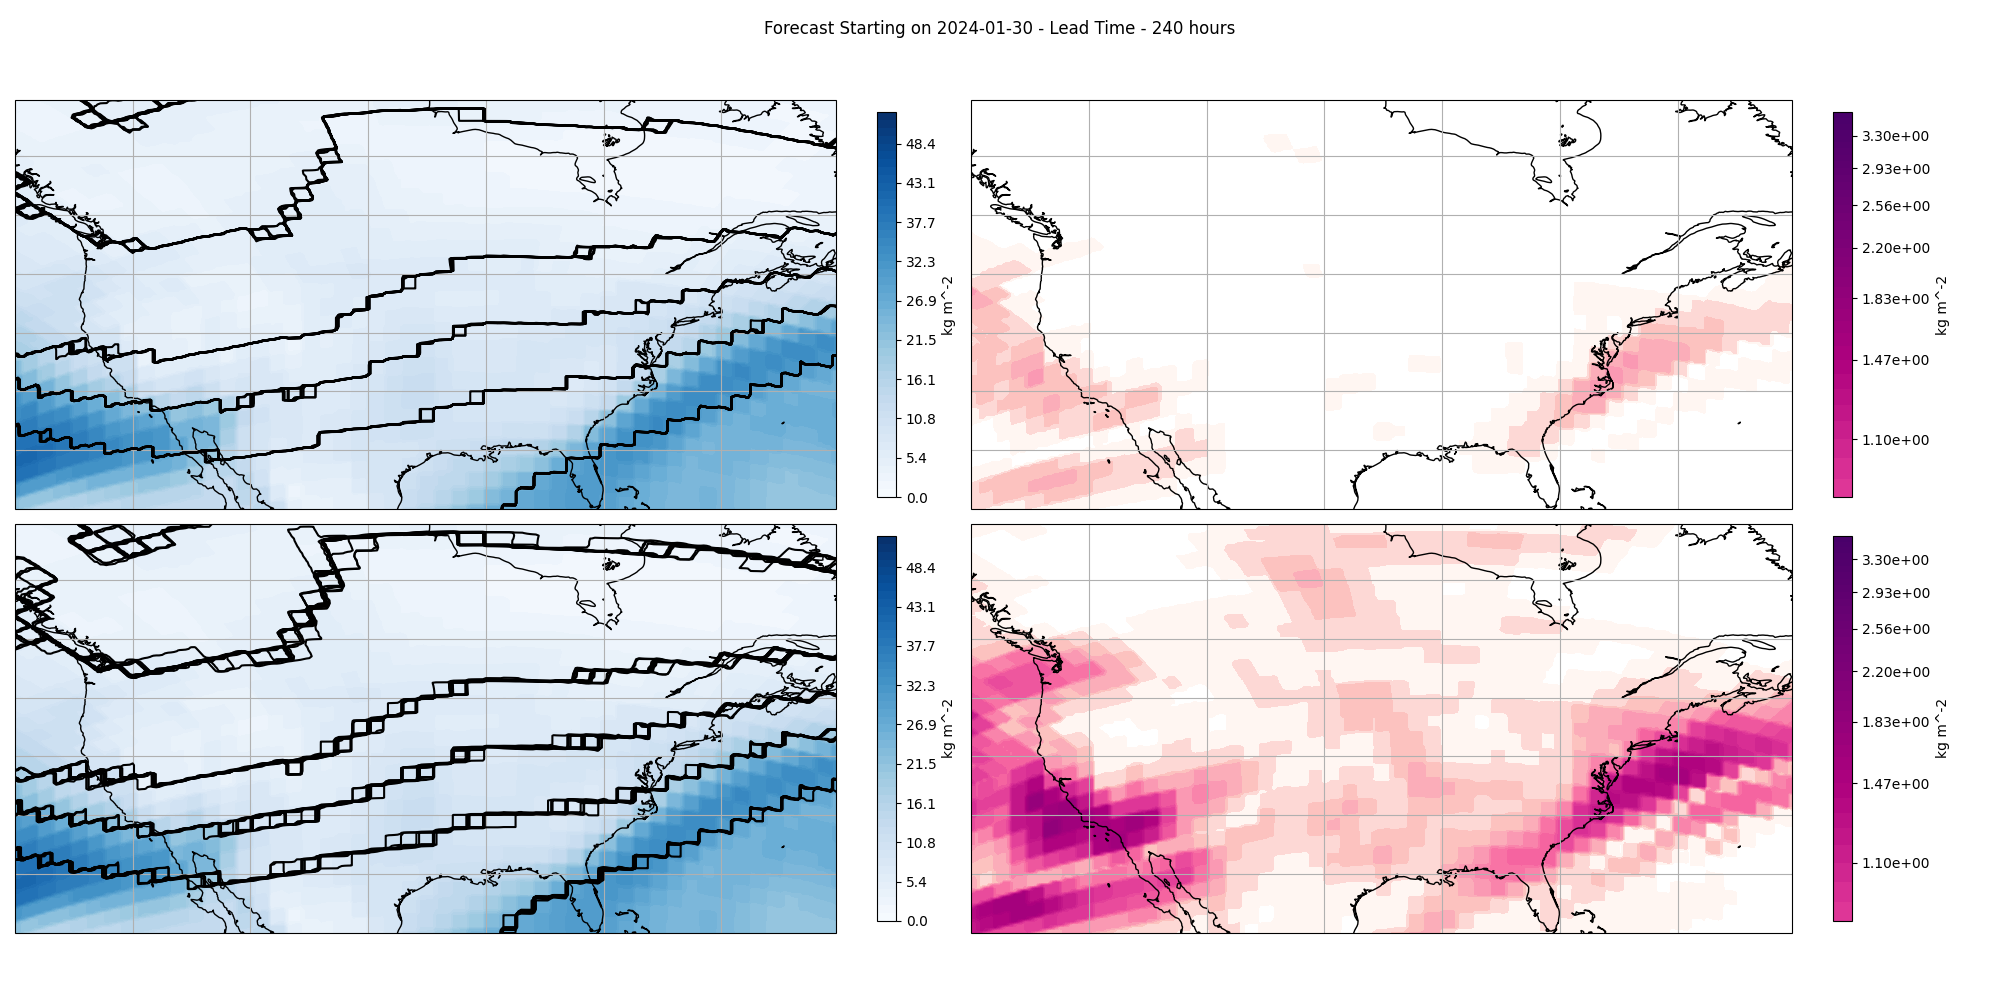 Forecast Starting on 2024-01-30 - Lead Time - 240 hours
48.4
43.1
37.7
32.3
26.9
21.5
16.1
10.8
5.4
0.0
kg m^-2
3.30e+00
2.93e+00
2.56e+00
2.20e+00
1.83e+00
1.47e+00
1.10e+00
kg m^-2
48.4
43.1
37.7
32.3
26.9
21.5
16.1
10.8
5.4
0.0
kg m^-2
3.30e+00
2.93e+00
2.56e+00
2.20e+00
1.83e+00
1.47e+00
1.10e+00
kg m^-2